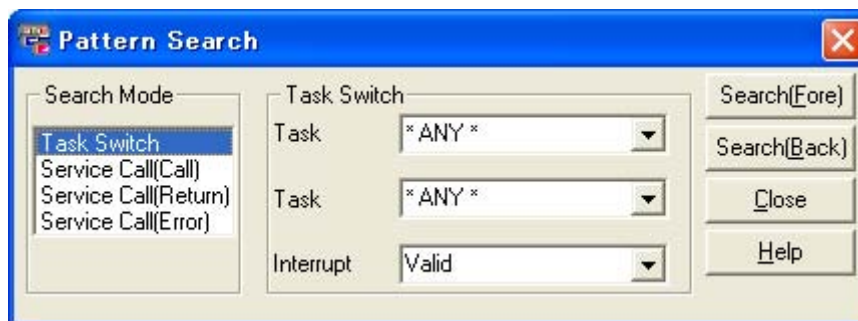 Pattern Search
Search Mode
Task Switch
Service Call(Call)
Service Call(Return)
Service Call(Error)
Task Switch
Task * ANY *
Task * ANY *
Interrupt Valid
Search(Fore)
Search(Back)
Close
Help